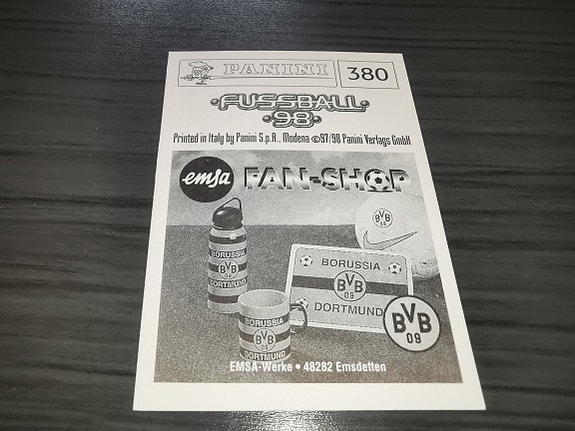 PANINI
380
FUSSBALL
98
Printed in Italy by Panini S.p.A., Modena ©97/98 Panini Verlags GmbH
emsa FAN-SHOP
BVB
09
BORUSSIA
BVB
09
DORTMUND
BORUSSIA
BVB
09
DORTMUND
BORUSSIA
BVB
09
DORTMUND
BVB
09
EMSA-Werke • 48282 Emsdetten